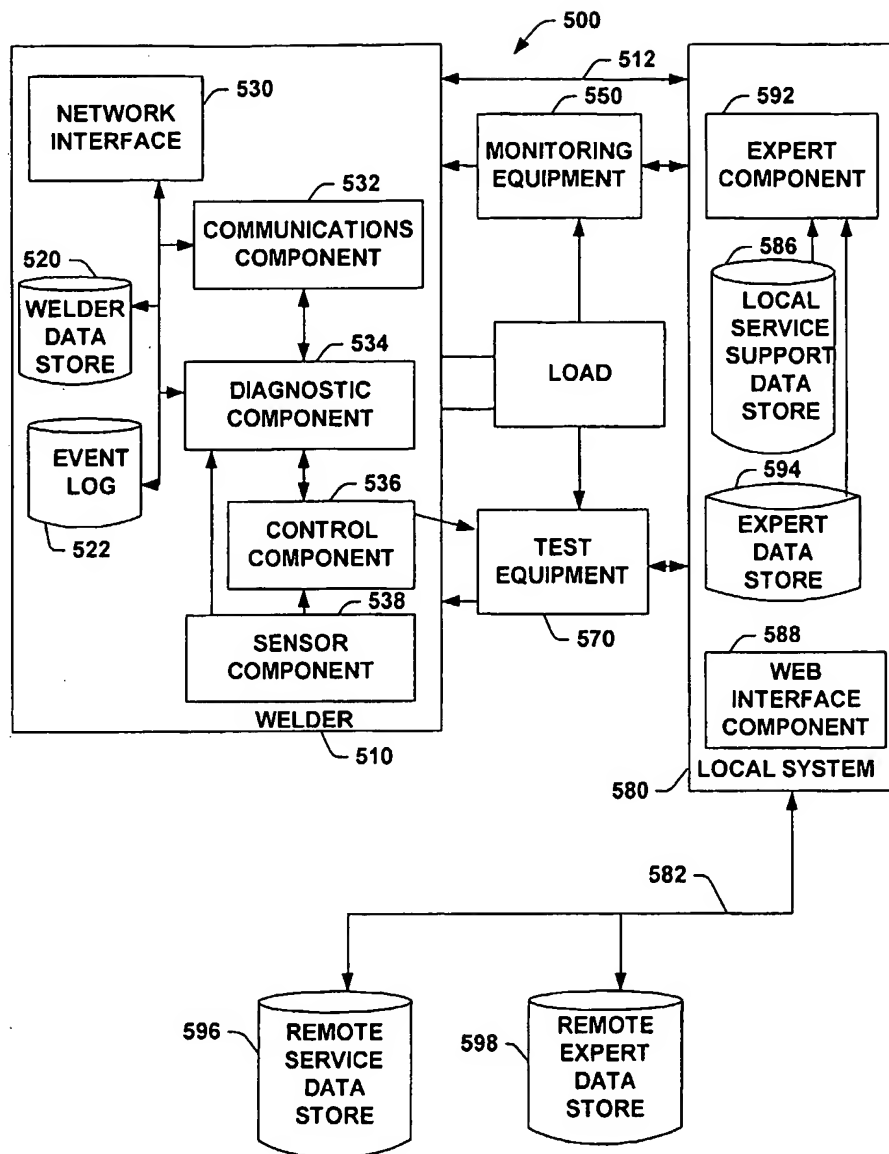 500
512
530
NETWORK
INTERFACE
550
MONITORING
EQUIPMENT
592
EXPERT
COMPONENT
532
COMMUNICATIONS
COMPONENT
520
WELDER
DATA
STORE
586
LOCAL
SERVICE
SUPPORT
DATA
STORE
534
DIAGNOSTIC
COMPONENT
LOAD
EVENT
LOG
522
536
CONTROL
COMPONENT
594
EXPERT
DATA
STORE
TEST
EQUIPMENT
570
538
SENSOR
COMPONENT
WELDER
510
588
WEB
INTERFACE
COMPONENT
LOCAL SYSTEM
580
582
596
REMOTE
SERVICE
DATA
STORE
598
REMOTE
EXPERT
DATA
STORE